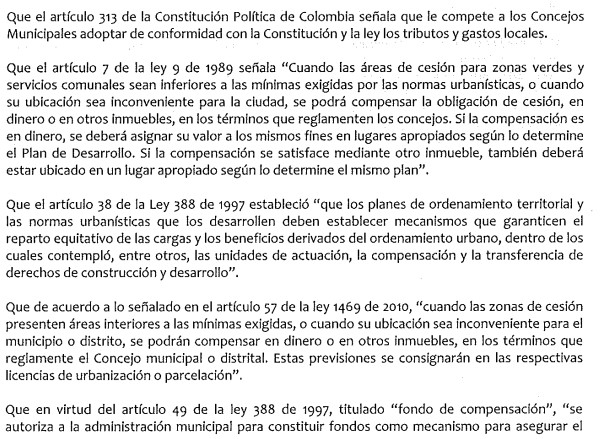 Que el artículo 313 de la Constitución Política de Colombia señala que le compete a los Concejos
Municipales adoptar de conformidad con la Constitución y la ley los tributos y gastos locales.
Que el artículo 7 de la ley 9 de 1989 señala “Cuando las áreas de cesión para zonas verdes y
servicios comunales sean inferiores a las mínimas exigidas por las normas urbanísticas, o cuando
su ubicación sea inconveniente para la ciudad, se podrá compensar la obligación de cesión, en
dinero o en otros inmuebles, en los términos que reglamenten los concejos. Si la compensación es
en dinero, se deberá asignar su valor a los mismos fines en lugares apropiados según lo determine
el Plan de Desarrollo. Si la compensación se satisface mediante otro inmueble, también deberá
estar ubicado en un lugar apropiado según lo determine el mismo plan”.
Que el artículo 38 de la Ley 388 de 1997 estableció “que los planes de ordenamiento territorial y
las normas urbanísticas que los desarrollen deben establecer mecanismos que garanticen el
reparto equitativo de las cargas y los beneficios derivados del ordenamiento urbano, dentro de los
cuales contempló, entre otros, las unidades de actuación, la compensación y la transferencia de
derechos de construcción y desarrollo”.
Que de acuerdo a lo señalado en el artículo 57 de la ley 1469 de 2010, “cuando las zonas de cesión
presenten áreas interiores a las mínimas exigidas, o cuando su ubicación sea inconveniente para el
municipio o distrito, se podrán compensar en dinero o en otros inmuebles, en los términos que
reglamente el Concejo municipal o distrital. Estas previsiones se consignarán en las respectivas
licencias de urbanización o parcelación”.
Que en virtud del artículo 49 de la ley 388 de 1997, titulado “fondo de compensación”, “se
autoriza a la administración municipal para constituir fondos como mecanismo para asegurar el